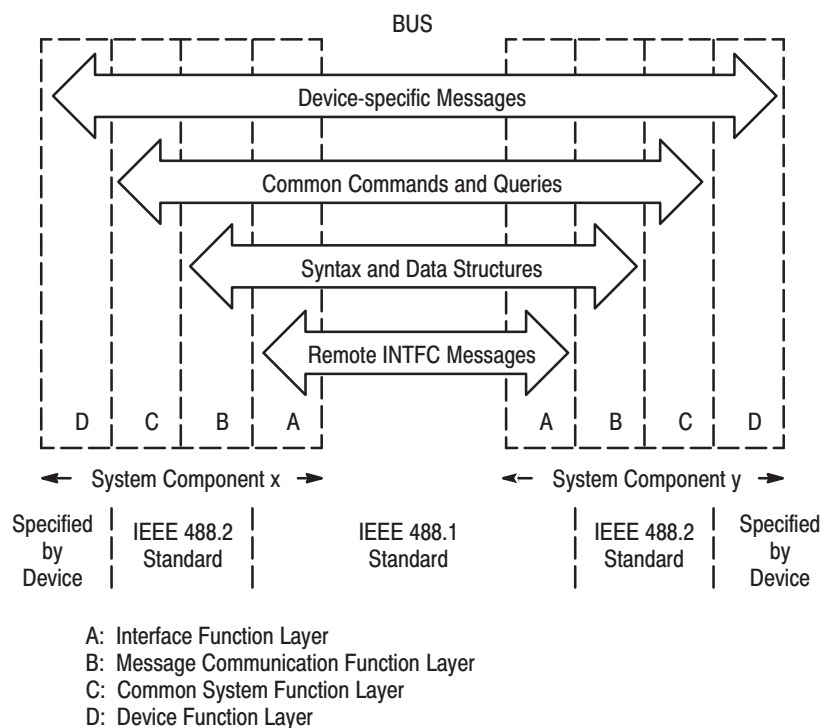 BUS
Device-specific Messages
Common Commands and Queries
Syntax and Data Structures
Remote INTFC Messages
D C B A A B C D
System Component x System Component y
Specified by Device
IEEE 488.2 Standard
IEEE 488.1 Standard
IEEE 488.2 Standard
Specified by Device
A: Interface Function Layer
B: Message Communication Function Layer
C: Common System Function Layer
D: Device Function Layer